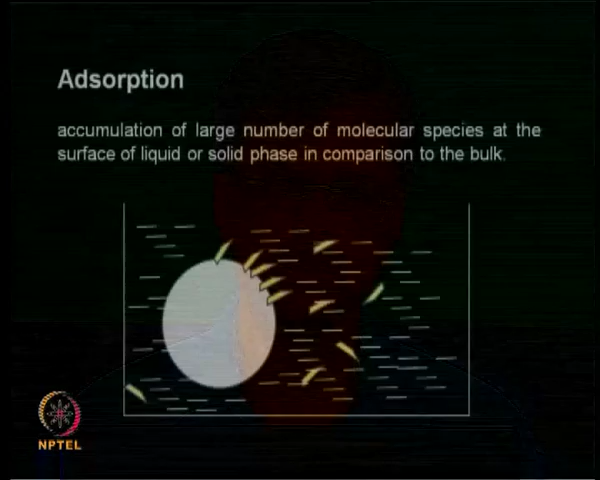 Adsorption
accumulation of large number of molecular species at the
surface of liquid or solid phase in comparison to the bulk.
NPTEL